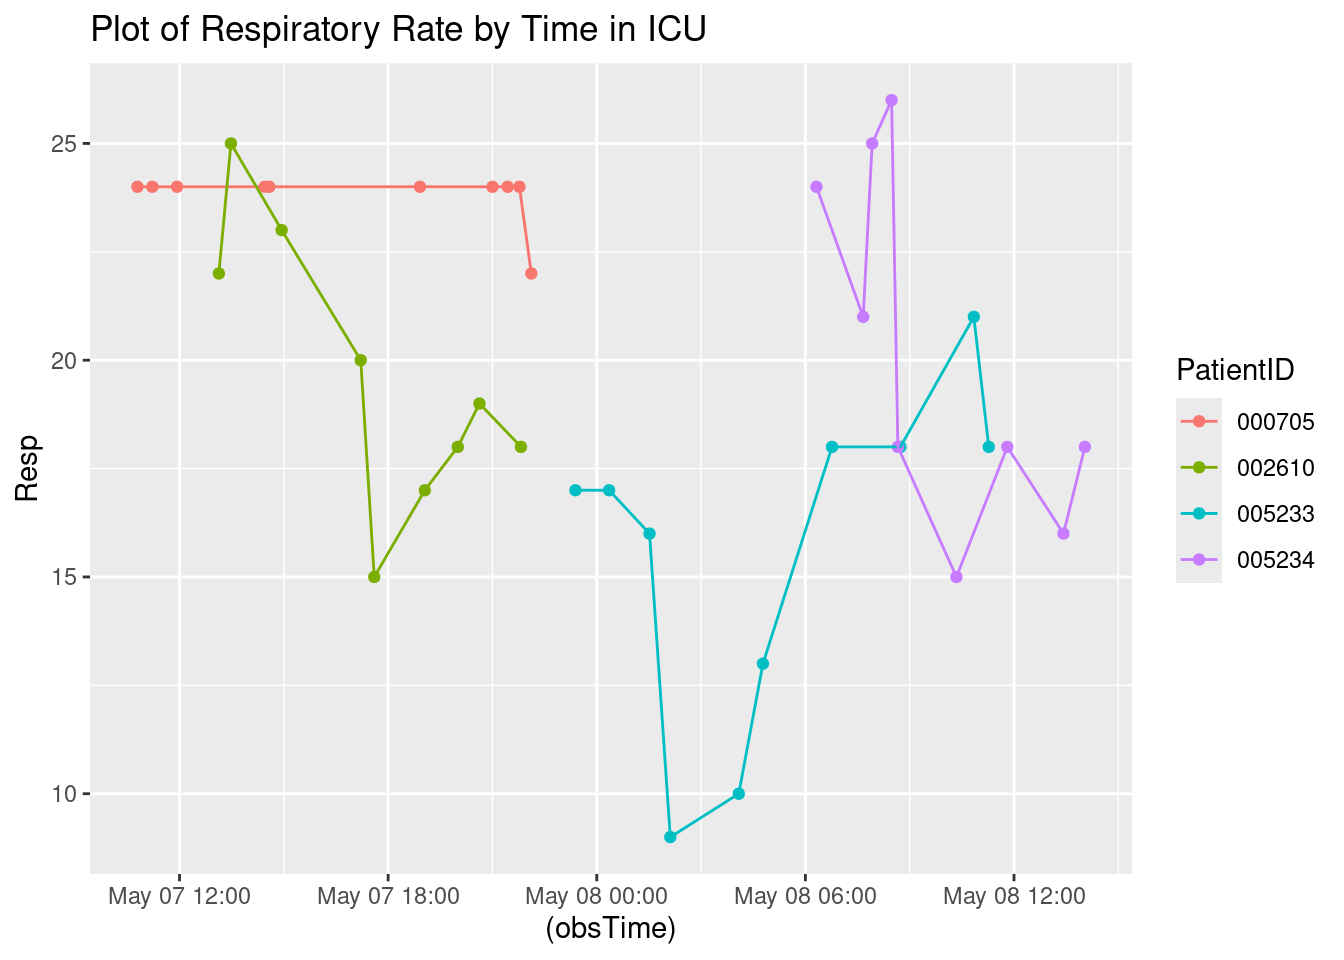 Plot of Respiratory Rate by Time in ICU
25
20
15
10
Resp
May 07 12:00 May 07 18:00 May 08 00:00 May 08 06:00 May 08 12:00
(obsTime)
PatientID
000705
002610
005233
005234